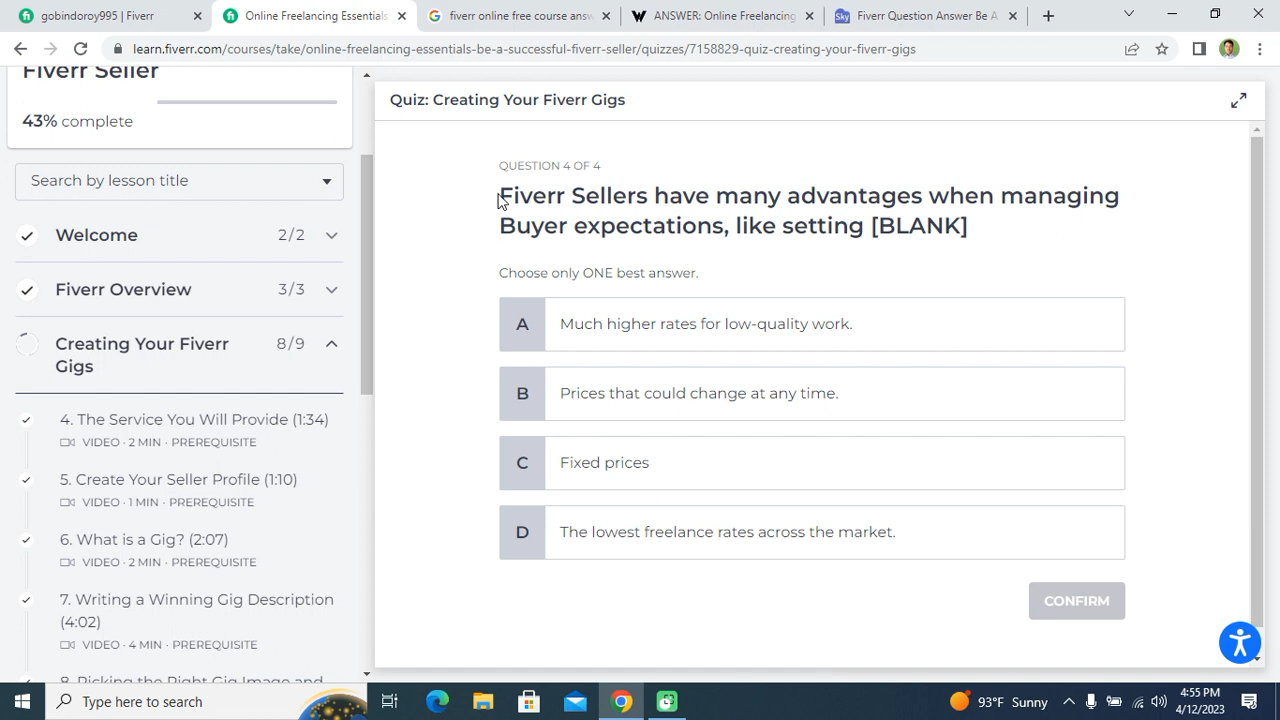 gobindoroy995 | Fiverr
Online Freelancing Essentials
fiverr online free course answ
ANSWER: Online Freelancing
Sky
Fiverr Question Answer Be A
learn.fiverr.com/courses/take/online-freelancing-essentials-be-a-successful-fiverr-seller/quizzes/7158829-quiz-creating-your-fiverr-gigs
Fiverr Seller
43% complete
Search by lesson title
Welcome 2/2
Fiverr Overview 3/3
Creating Your Fiverr 8/9
Gigs
4. The Service You Will Provide (1:34)
VIDEO · 2 MIN · PREREQUISITE
5. Create Your Seller Profile (1:10)
VIDEO · 1 MIN · PREREQUISITE
6. What is a Gig? (2:07)
VIDEO · 2 MIN · PREREQUISITE
7. Writing a Winning Gig Description
(4:02)
VIDEO · 4 MIN · PREREQUISITE
8. Picking the Right Gig Image and
Quiz: Creating Your Fiverr Gigs
QUESTION 4 OF 4
Fiverr Sellers have many advantages when managing
Buyer expectations, like setting [BLANK]
Choose only ONE best answer.
A Much higher rates for low-quality work.
B Prices that could change at any time.
C Fixed prices
D The lowest freelance rates across the market.
CONFIRM
Type here to search
93°F Sunny
4:55 PM
4/12/2023